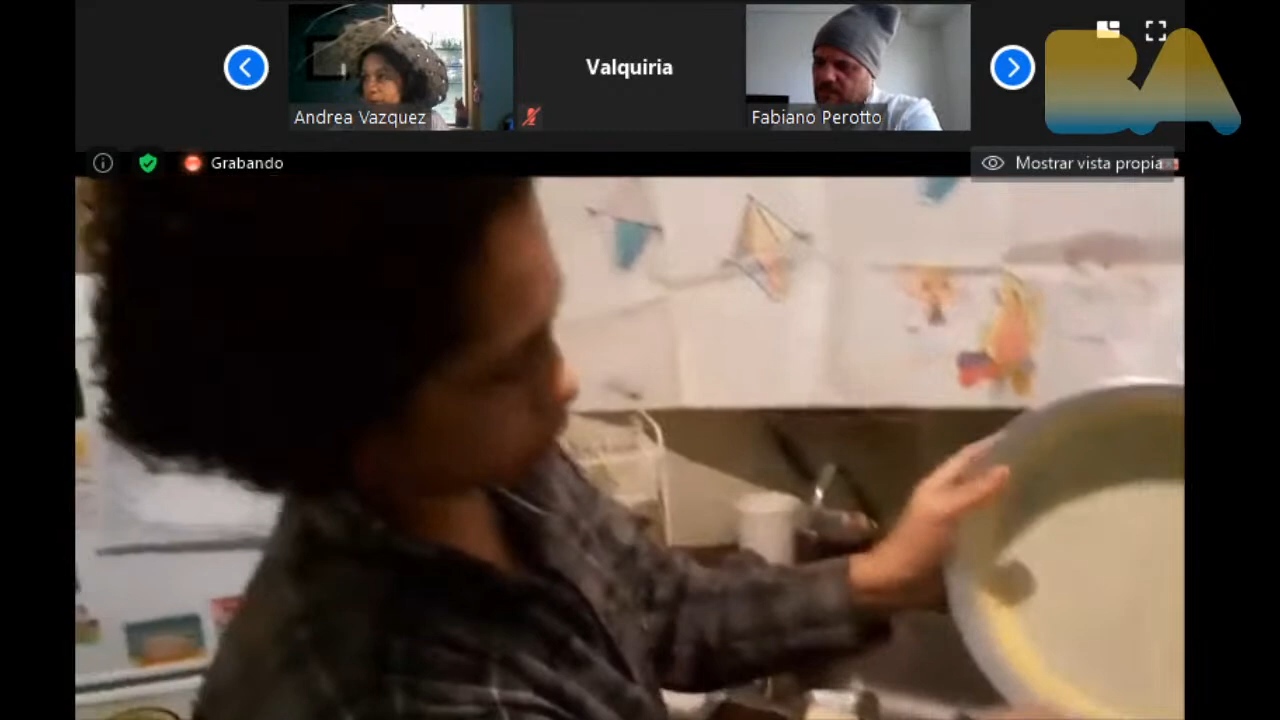 Valquiria
Andrea Vazquez
Fabiano Perotto
BA
Grabando
Mostrar vista propia